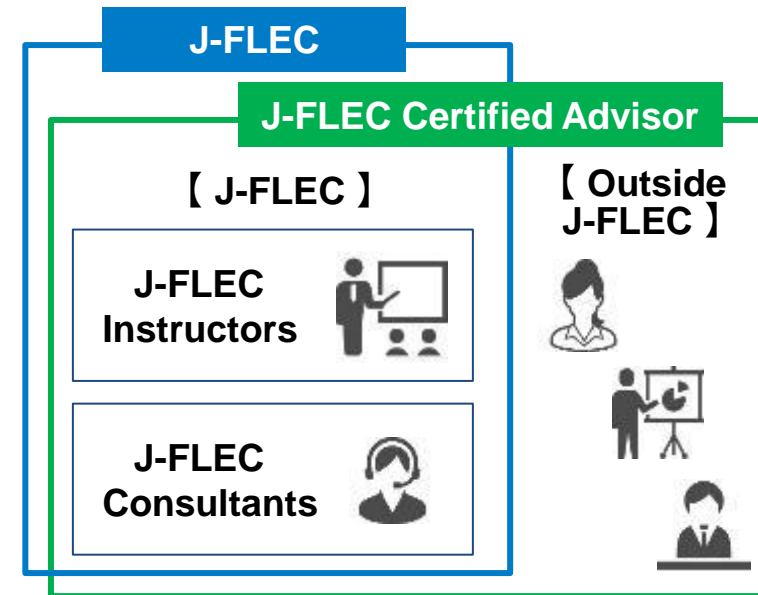 J-FLEC
J-FLEC Certified Advisor
【 J-FLEC 】
J-FLEC
Instructors
J-FLEC
Consultants
【 Outside
J-FLEC 】